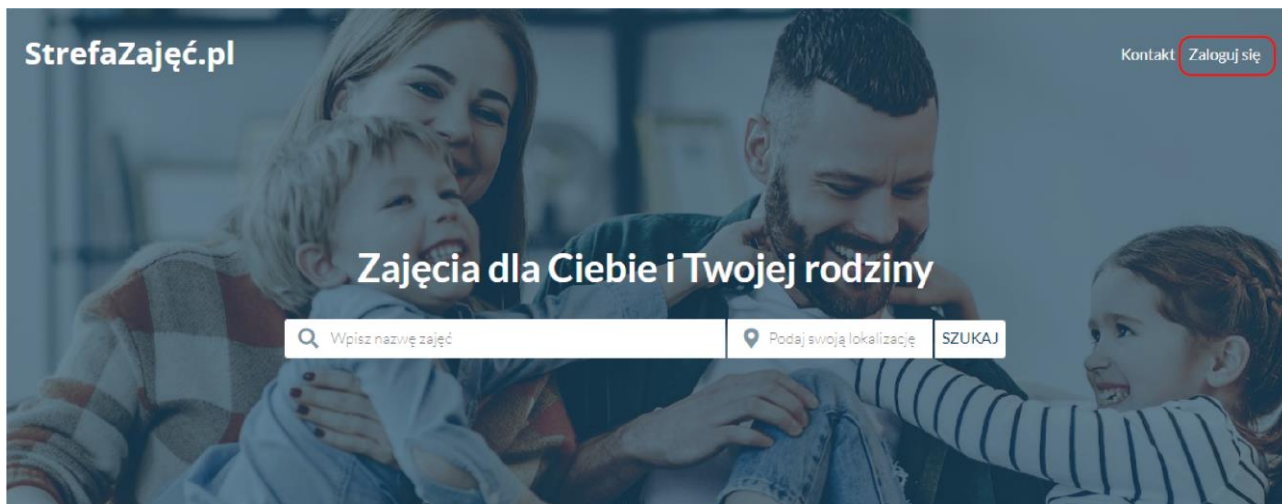 StrefaZajęć.pl
Kontakt Zaloguj się
Zajęcia dla Ciebie i Twojej rodziny
Wpisz nazwę zajęć Podaj swoją lokalizację SZUKAJ